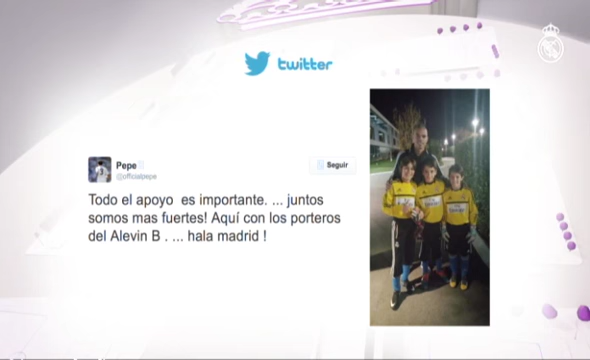 twitter
Pepe
@officialpepe
Seguir
Todo el apoyo es importante. ... juntos
somos mas fuertes! Aquí con los porteros
del Alevin B . ... hala madrid !